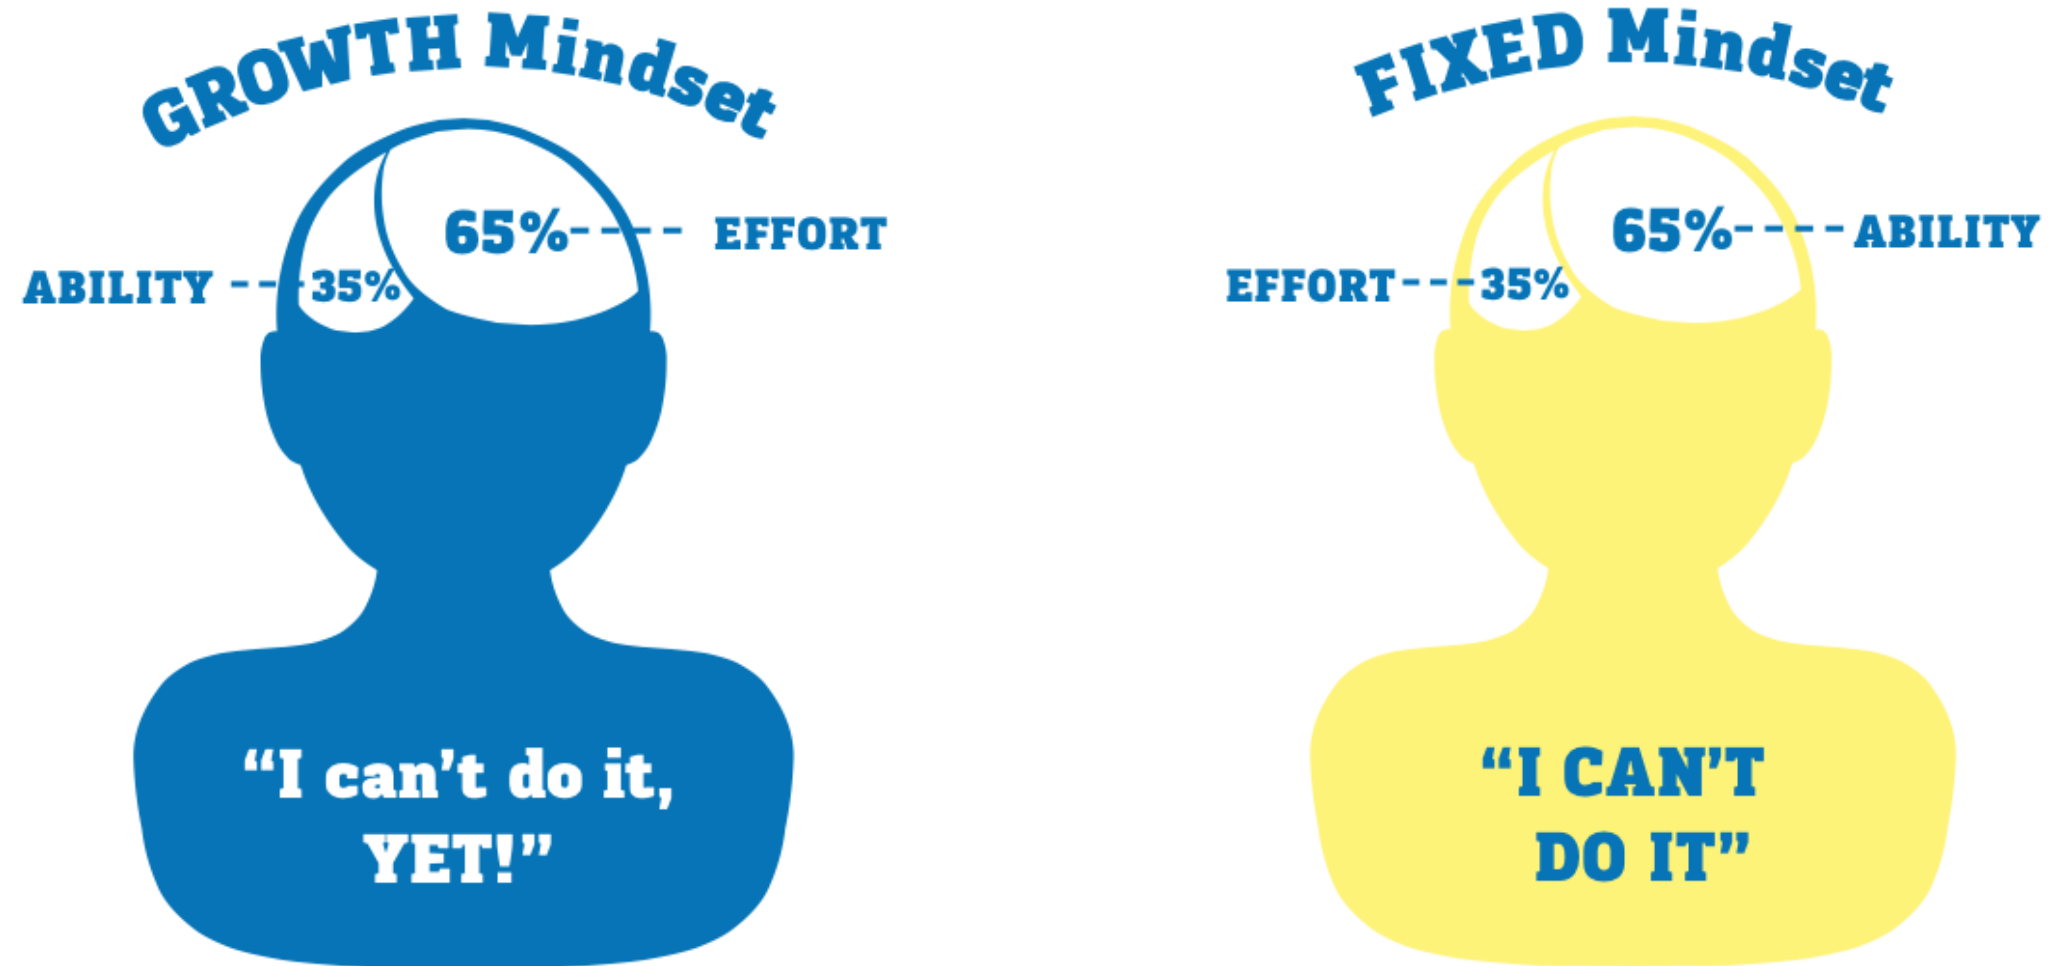 GROWTH Mindset
65% ---- EFFORT
ABILITY --- 35%
“I can’t do it,
YET!”
FIXED Mindset
65% ---- ABILITY
EFFORT --- 35%
“I CAN’T
DO IT”